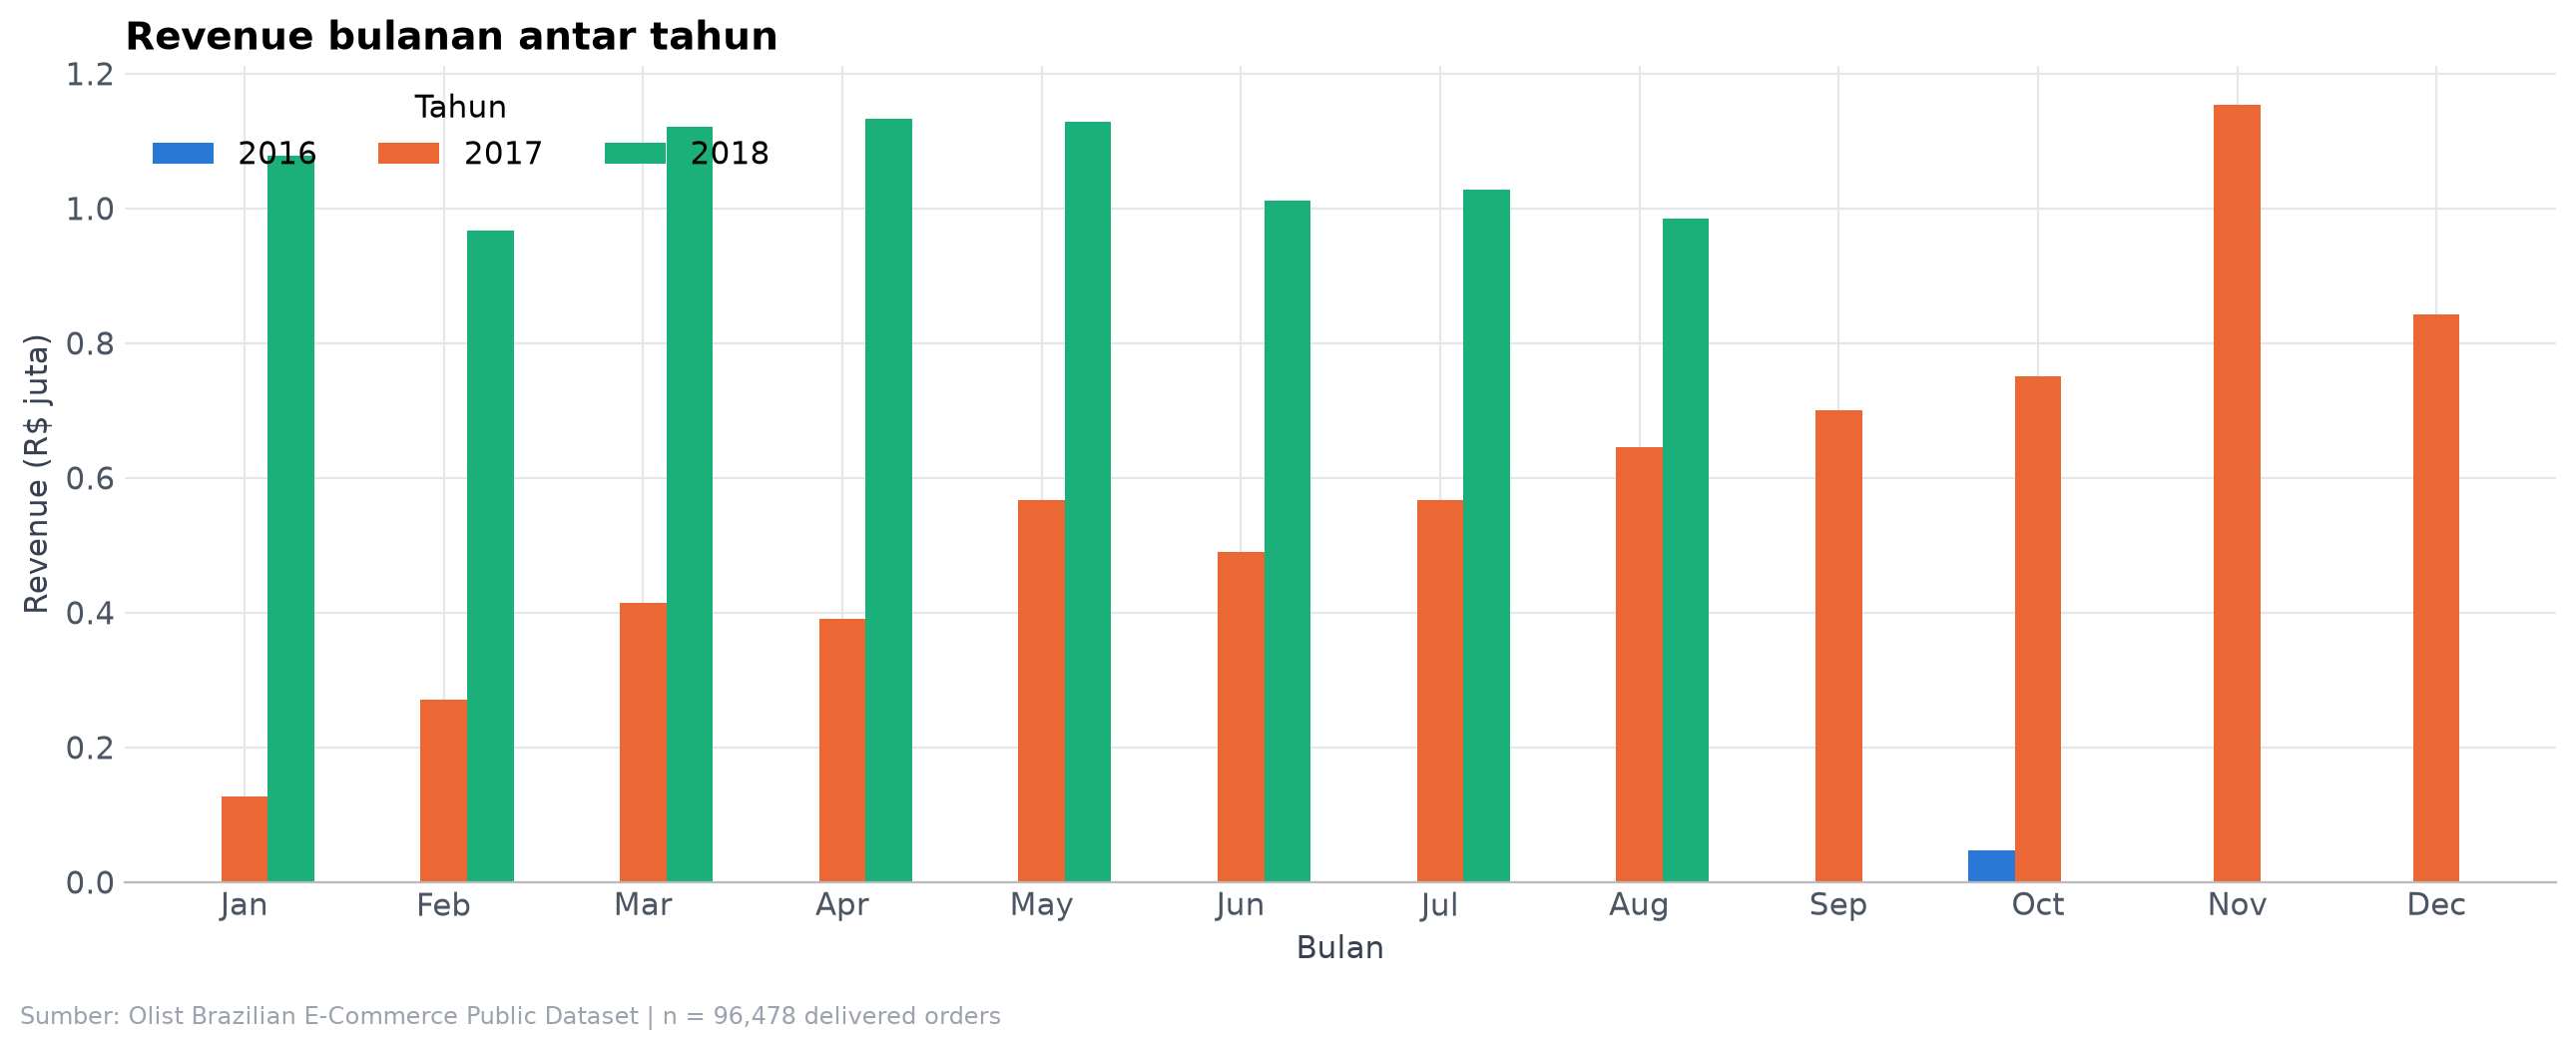 Revenue bulanan antar tahun
Tahun
2016 2017 2018
Revenue (R$ juta)
1.2
1.0
0.8
0.6
0.4
0.2
0.0
Jan Feb Mar Apr May Jun Jul Aug Sep Oct Nov Dec
Bulan
Sumber: Olist Brazilian E-Commerce Public Dataset | n = 96,478 delivered orders